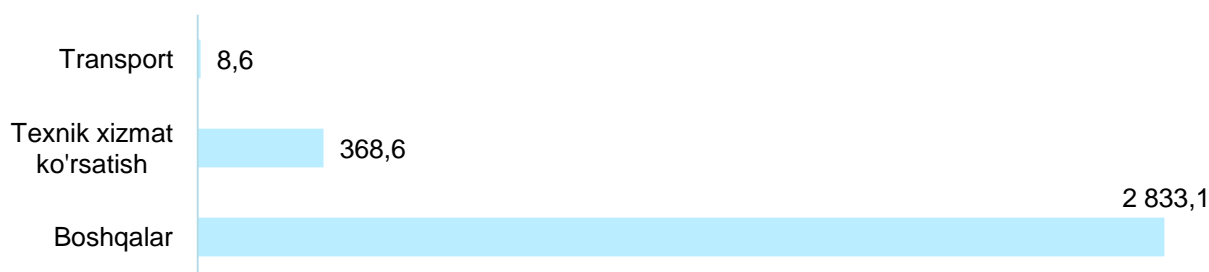 Transport
8,6
Texnik xizmat
ko'rsatish
368,6
2 833,1
Boshqalar